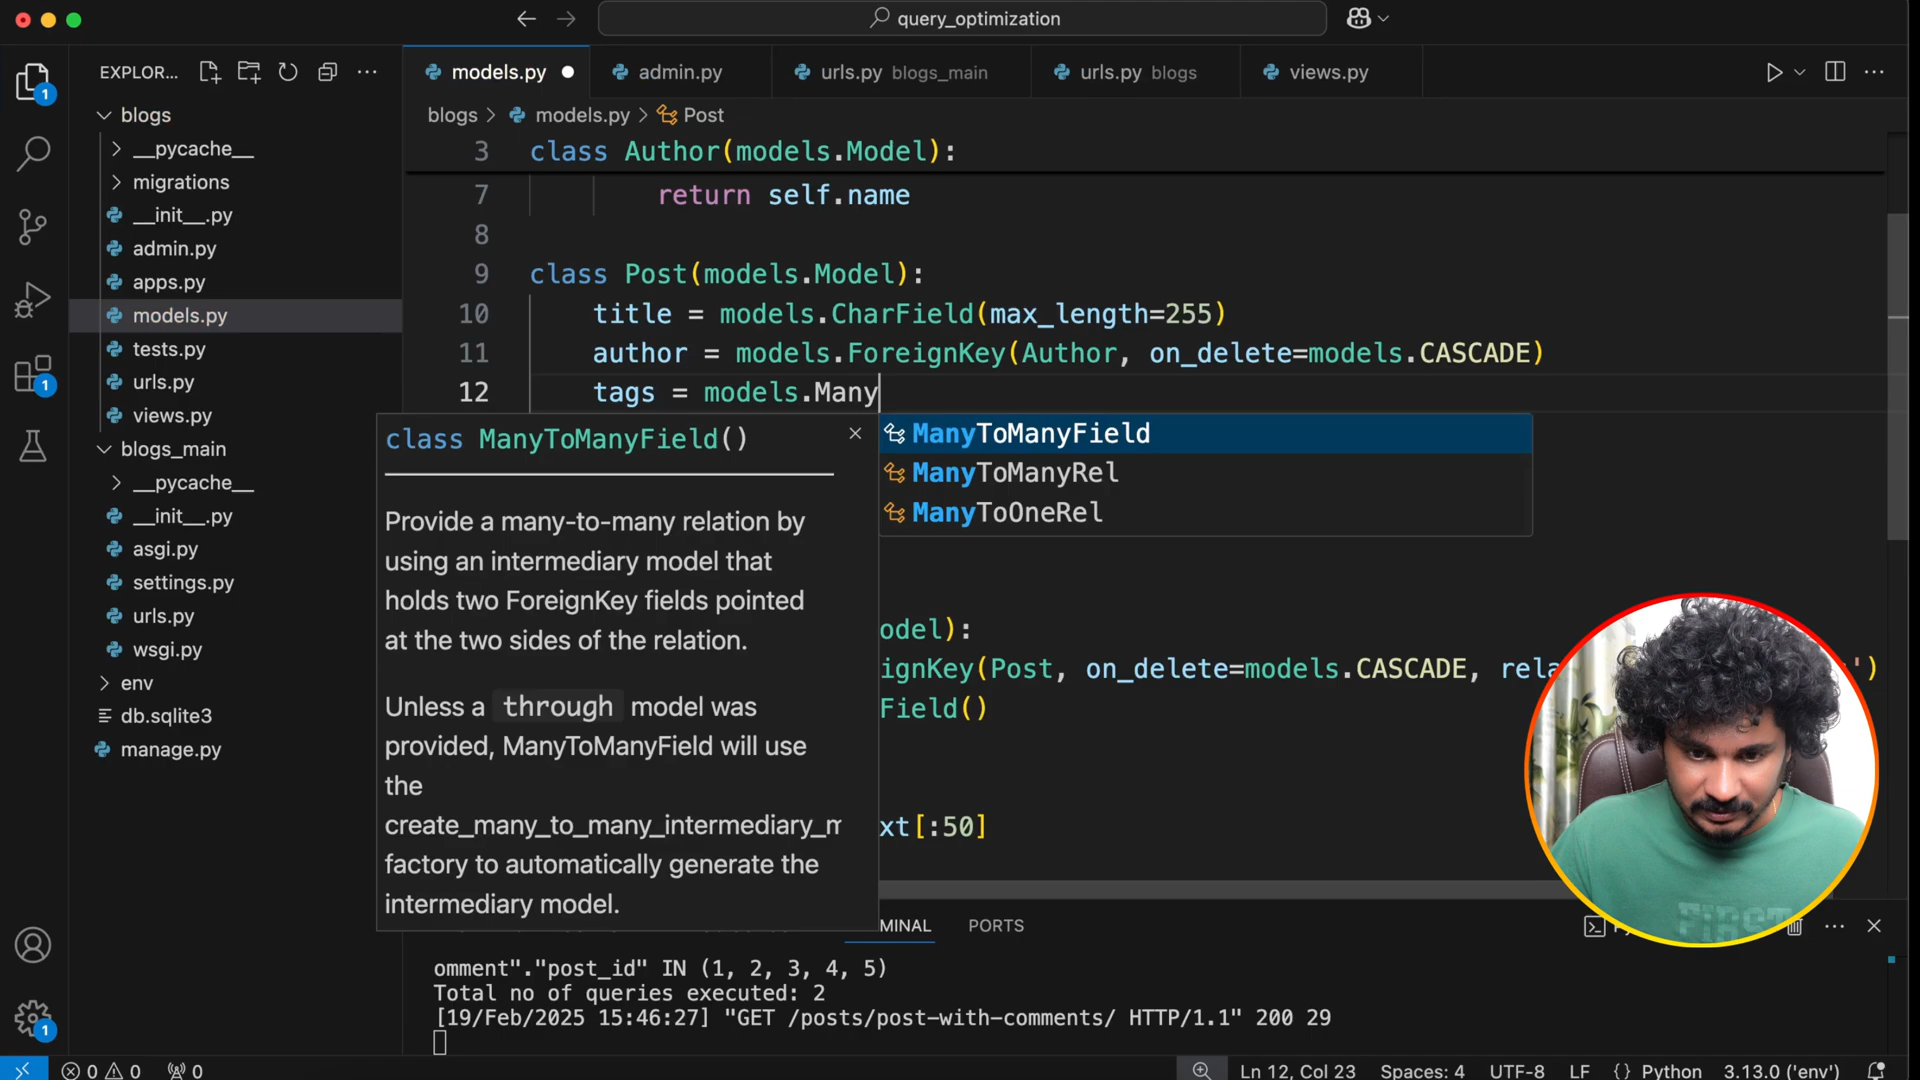 query_optimization
EXPLOR...
models.py
admin.py
urls.py blogs_main
urls.py blogs
views.py
1
blogs
__pycache__
migrations
__init__.py
admin.py
apps.py
models.py
tests.py
urls.py
views.py
blogs_main
__pycache__
__init__.py
asgi.py
settings.py
urls.py
wsgi.py
env
db.sqlite3
manage.py
1
1
blogs > models.py > Post
3 class Author(models.Model):
7 return self.name
8
9 class Post(models.Model):
10 title = models.CharField(max_length=255)
11 author = models.ForeignKey(Author, on_delete=models.CASCADE)
12 tags = models.Many
class ManyToManyField()
Provide a many-to-many relation by
using an intermediary model that
holds two ForeignKey fields pointed
at the two sides of the relation.
Unless a through model was
provided, ManyToManyField will use
the
create_many_to_many_intermediary_m
factory to automatically generate the
intermediary model.
ManyToManyField
ManyToManyRel
ManyToOneRel
odel):
ignKey(Post, on_delete=models.CASCADE, rela
')
Field()
xt[:50]
MINAL
PORTS
omment"."post_id" IN (1, 2, 3, 4, 5)
Total no of queries executed: 2
[19/Feb/2025 15:46:27] "GET /posts/post-with-comments/ HTTP/1.1" 200 29
0 0 0
Ln 12, Col 23
Spaces: 4
UTF-8
LF
{} Python
3.13.0 ('env')